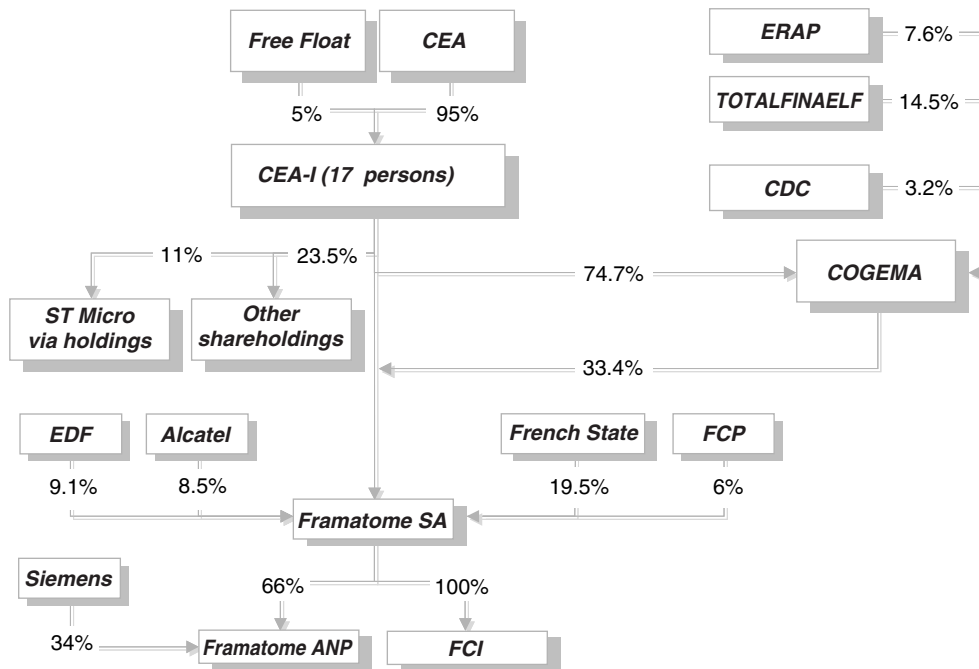 Free Float
CEA
ERAP
7.6%
TOTALFINAELF
14.5%
5%
95%
CEA-I (17 persons)
CDC
3.2%
11%
23.5%
74.7%
COGEMA
ST Micro
via holdings
Other
shareholdings
33.4%
EDF
Alcatel
French State
FCP
9.1%
8.5%
19.5%
6%
Framatome SA
Siemens
66%
100%
34%
Framatome ANP
FCI